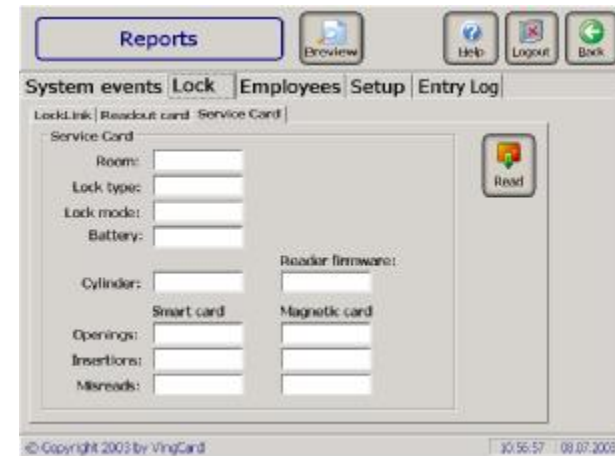 Reports
Preview
Help
Logout
Back
System events Lock Employees Setup Entry Log
LockLink Readout card Service Card
Service Card
Room:
Read
Lock type:
Lock mode:
Battery:
Reader firmware:
Cylinder:
Smart card Magnetic card
Openings:
Insertions:
Misreads:
© Copyright 2003 by VingCard 10:56:57 08.07.2003